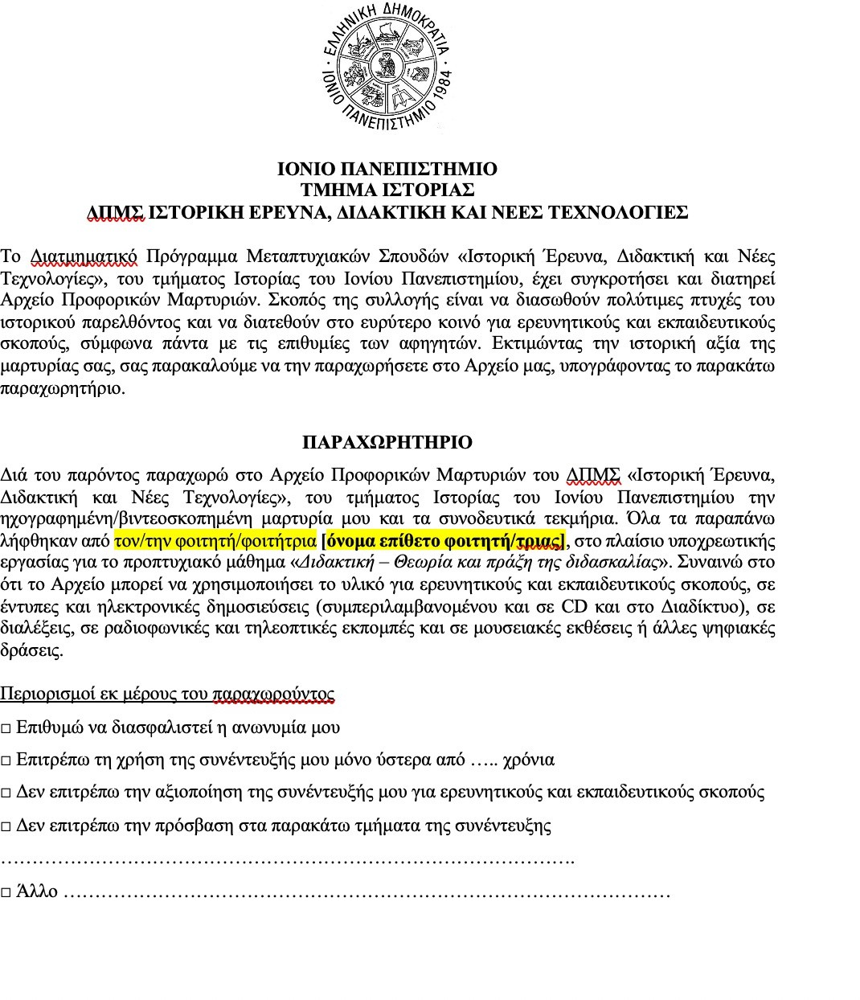 ΕΛΛΗΝΙΚΗ ΔΗΜΟΚΡΑΤΙΑ
ΙΟΝΙΟ ΠΑΝΕΠΙΣΤΗΜΙΟ 1984
ΙΟΝΙΟ ΠΑΝΕΠΙΣΤΗΜΙΟ
ΤΜΗΜΑ ΙΣΤΟΡΙΑΣ
ΔΠΜΣ ΙΣΤΟΡΙΚΗ ΕΡΕΥΝΑ, ΔΙΔΑΚΤΙΚΗ ΚΑΙ ΝΕΕΣ ΤΕΧΝΟΛΟΓΙΕΣ
Το Διατμηματικό Πρόγραμμα Μεταπτυχιακών Σπουδών «Ιστορική Έρευνα, Διδακτική και Νέες
Τεχνολογίες», του τμήματος Ιστορίας του Ιονίου Πανεπιστημίου, έχει συγκροτήσει και διατηρεί
Αρχείο Προφορικών Μαρτυριών. Σκοπός της συλλογής είναι να διασωθούν πολύτιμες πτυχές του
ιστορικού παρελθόντος και να διατεθούν στο ευρύτερο κοινό για ερευνητικούς και εκπαιδευτικούς
σκοπούς, σύμφωνα πάντα με τις επιθυμίες των αφηγητών. Εκτιμώντας την ιστορική αξία της
μαρτυρίας σας, σας παρακαλούμε να την παραχωρήσετε στο Αρχείο μας, υπογράφοντας το παρακάτω
παραχωρητήριο.
ΠΑΡΑΧΩΡΗΤΗΡΙΟ
Διά του παρόντος παραχωρώ στο Αρχείο Προφορικών Μαρτυριών του ΔΠΜΣ «Ιστορική Έρευνα,
Διδακτική και Νέες Τεχνολογίες», του τμήματος Ιστορίας του Ιονίου Πανεπιστημίου την
ηχογραφημένη/βιντεοσκοπημένη μαρτυρία μου και τα συνοδευτικά τεκμήρια. Όλα τα παραπάνω
λήφθηκαν από τον/την φοιτητή/φοιτήτρια [όνομα επίθετο φοιτητή/τριας], στο πλαίσιο υποχρεωτικής
εργασίας για το προπτυχιακό μάθημα «Διδακτική – Θεωρία και πράξη της διδασκαλίας». Συναινώ στο
ότι το Αρχείο μπορεί να χρησιμοποιήσει το υλικό για ερευνητικούς και εκπαιδευτικούς σκοπούς, σε
έντυπες και ηλεκτρονικές δημοσιεύσεις (συμπεριλαμβανομένου και σε CD και στο Διαδίκτυο), σε
διαλέξεις, σε ραδιοφωνικές και τηλεοπτικές εκπομπές και σε μουσειακές εκθέσεις ή άλλες ψηφιακές
δράσεις.
Περιορισμοί εκ μέρους του παραχωρούντος
□ Επιθυμώ να διασφαλιστεί η ανωνυμία μου
□ Επιτρέπω τη χρήση της συνέντευξής μου μόνο ύστερα από ….. χρόνια
□ Δεν επιτρέπω την αξιοποίηση της συνέντευξής μου για ερευνητικούς και εκπαιδευτικούς σκοπούς
□ Δεν επιτρέπω την πρόσβαση στα παρακάτω τμήματα της συνέντευξης
……………………………………………………………………………….
□ Άλλο ……………………………………………………………………………………